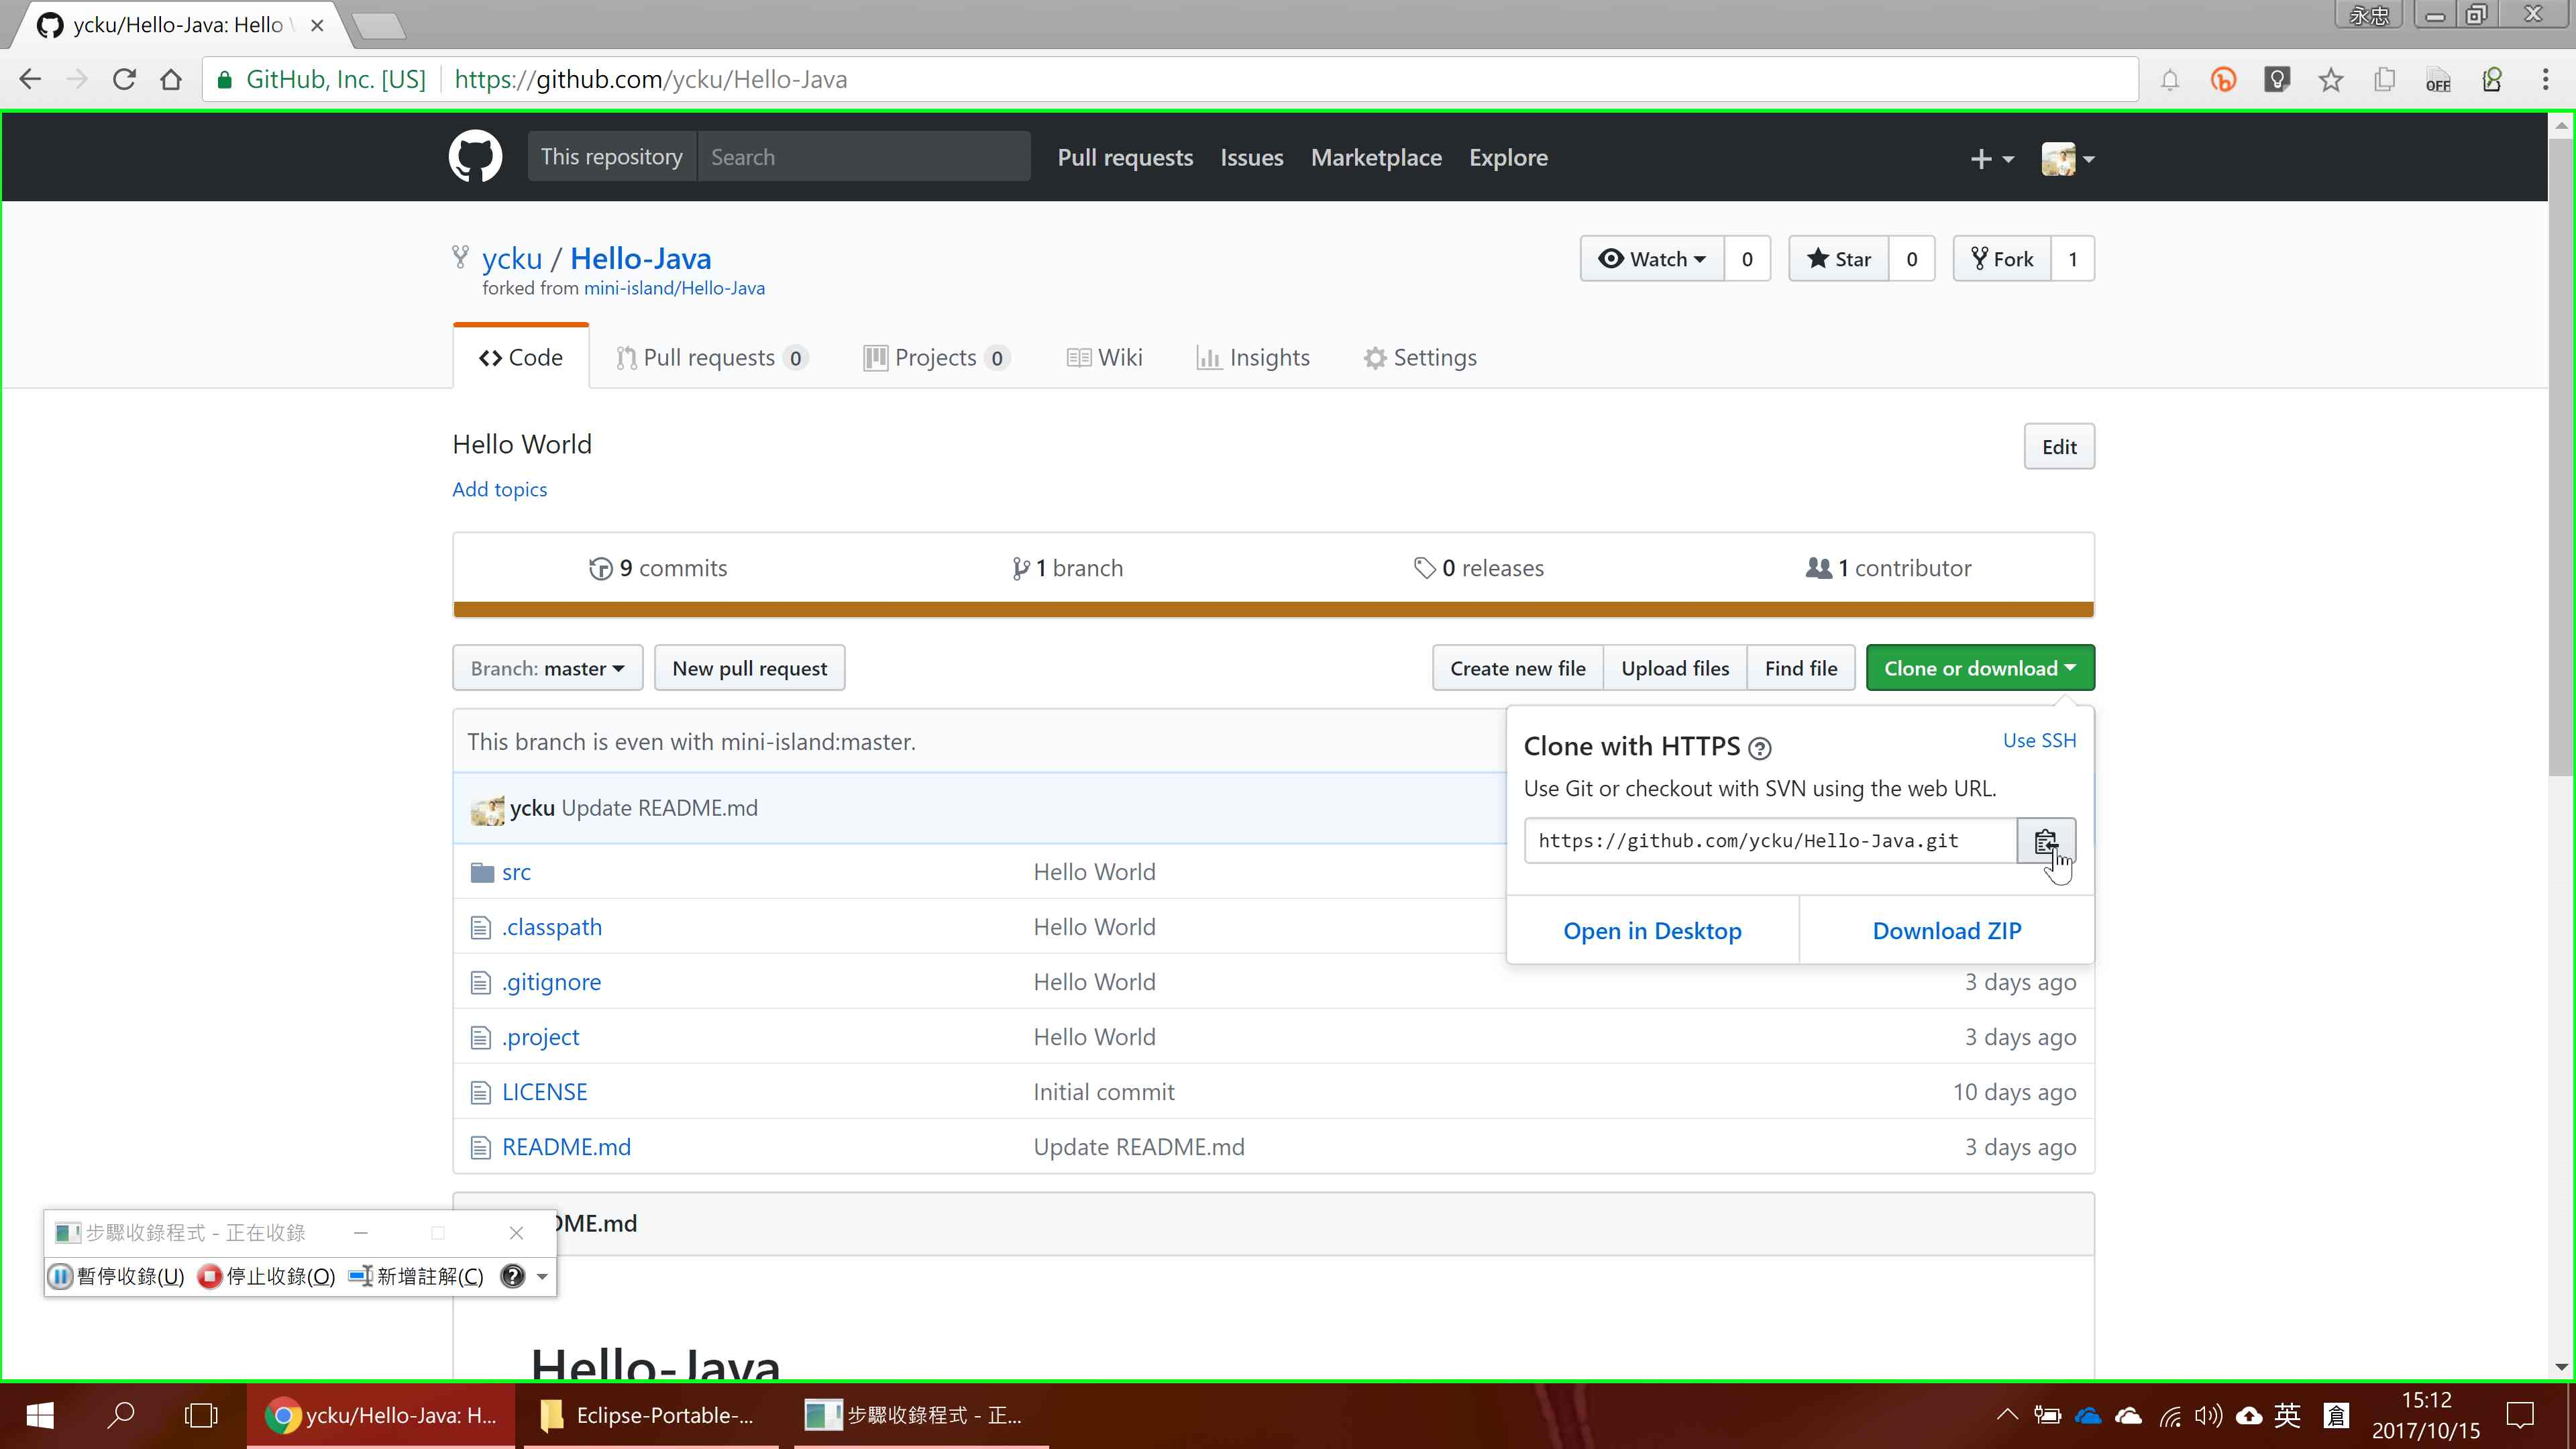 ycku/Hello-Java: Hello
永忠
GitHub, Inc. [US]
https://github.com/ycku/Hello-Java
OFF
This repository
Search
Pull requests
Issues
Marketplace
Explore
ycku / Hello-Java
forked from mini-island/Hello-Java
Watch 0
Star 0
Fork 1
Code
Pull requests 0
Projects 0
Wiki
Insights
Settings
Hello World
Edit
Add topics
9 commits
1 branch
0 releases
1 contributor
Branch: master
New pull request
Create new file
Upload files
Find file
Clone or download
This branch is even with mini-island:master.
Clone with HTTPS
Use SSH
Use Git or checkout with SVN using the web URL.
https://github.com/ycku/Hello-Java.git
Open in Desktop
Download ZIP
ycku Update README.md
src Hello World
.classpath Hello World
.gitignore Hello World 3 days ago
.project Hello World 3 days ago
LICENSE Initial commit 10 days ago
README.md Update README.md 3 days ago
DME.md
步驟收錄程式 - 正在收錄
暫停收錄(U)
停止收錄(O)
新增註解(C)
Hello-Java
ycku/Hello-Java: H...
Eclipse-Portable-...
步驟收錄程式 - 正...
英
倉
15:12
2017/10/15